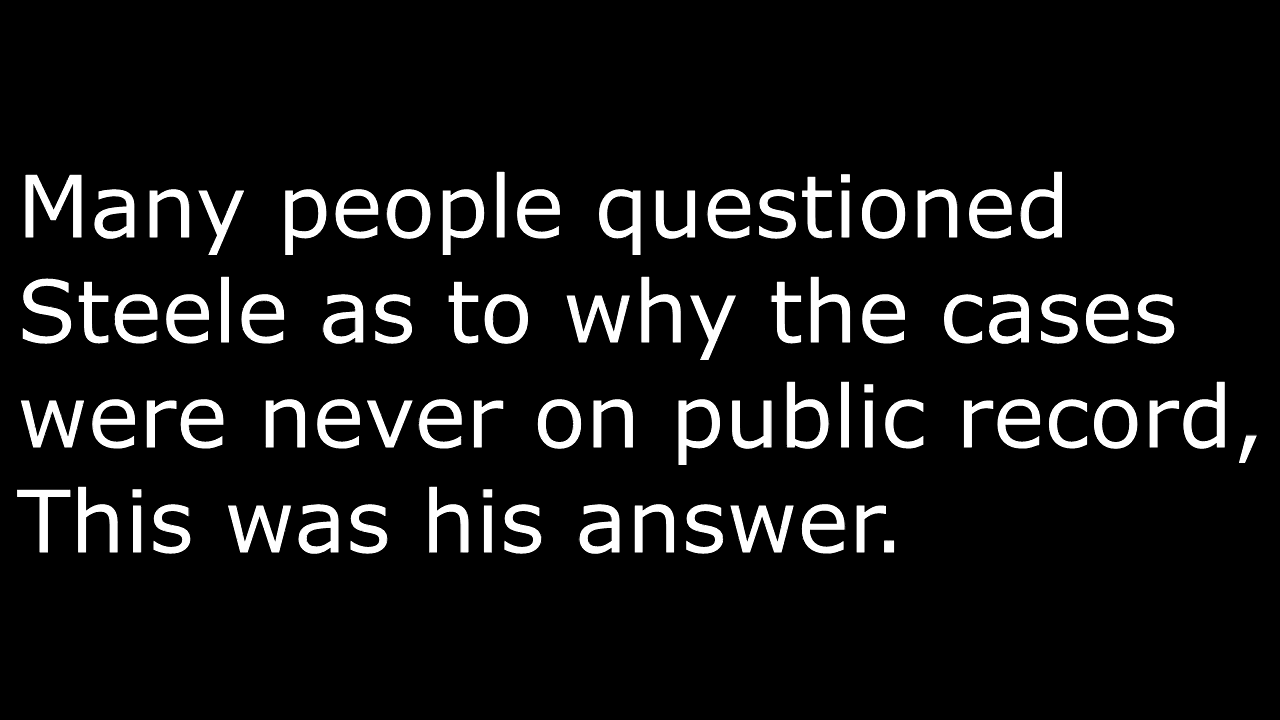 Many people questioned
Steele as to why the cases
were never on public record,
This was his answer.